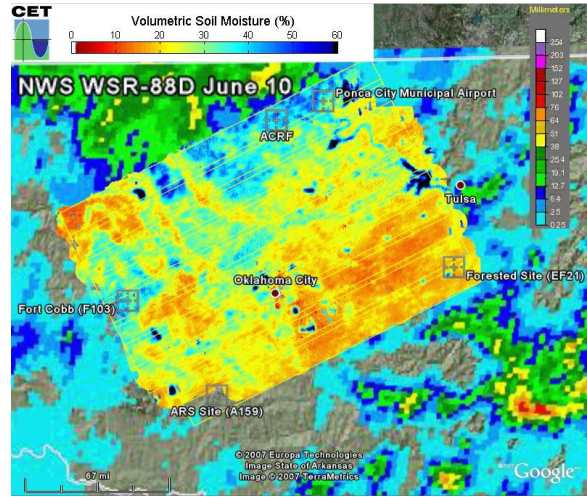 CET
Volumetric Soil Moisture (%)
0 10 20 30 40 50 60
Millimeters
254
203
152
127
102
76
64
51
38
25.4
19.1
12.7
6.4
2.5
0.25
NWS WSR-88D June 10
Ponca City Municipal Airport
ACRF
Tulsa
Oklahoma City
Forested Site (EF21)
Fort Cobb (F103)
ARS Site (A159)
© 2007 Europa Technologies
Image State of Arkansas
Image © 2007 TerraMetrics
67 mi
©2007 Google™